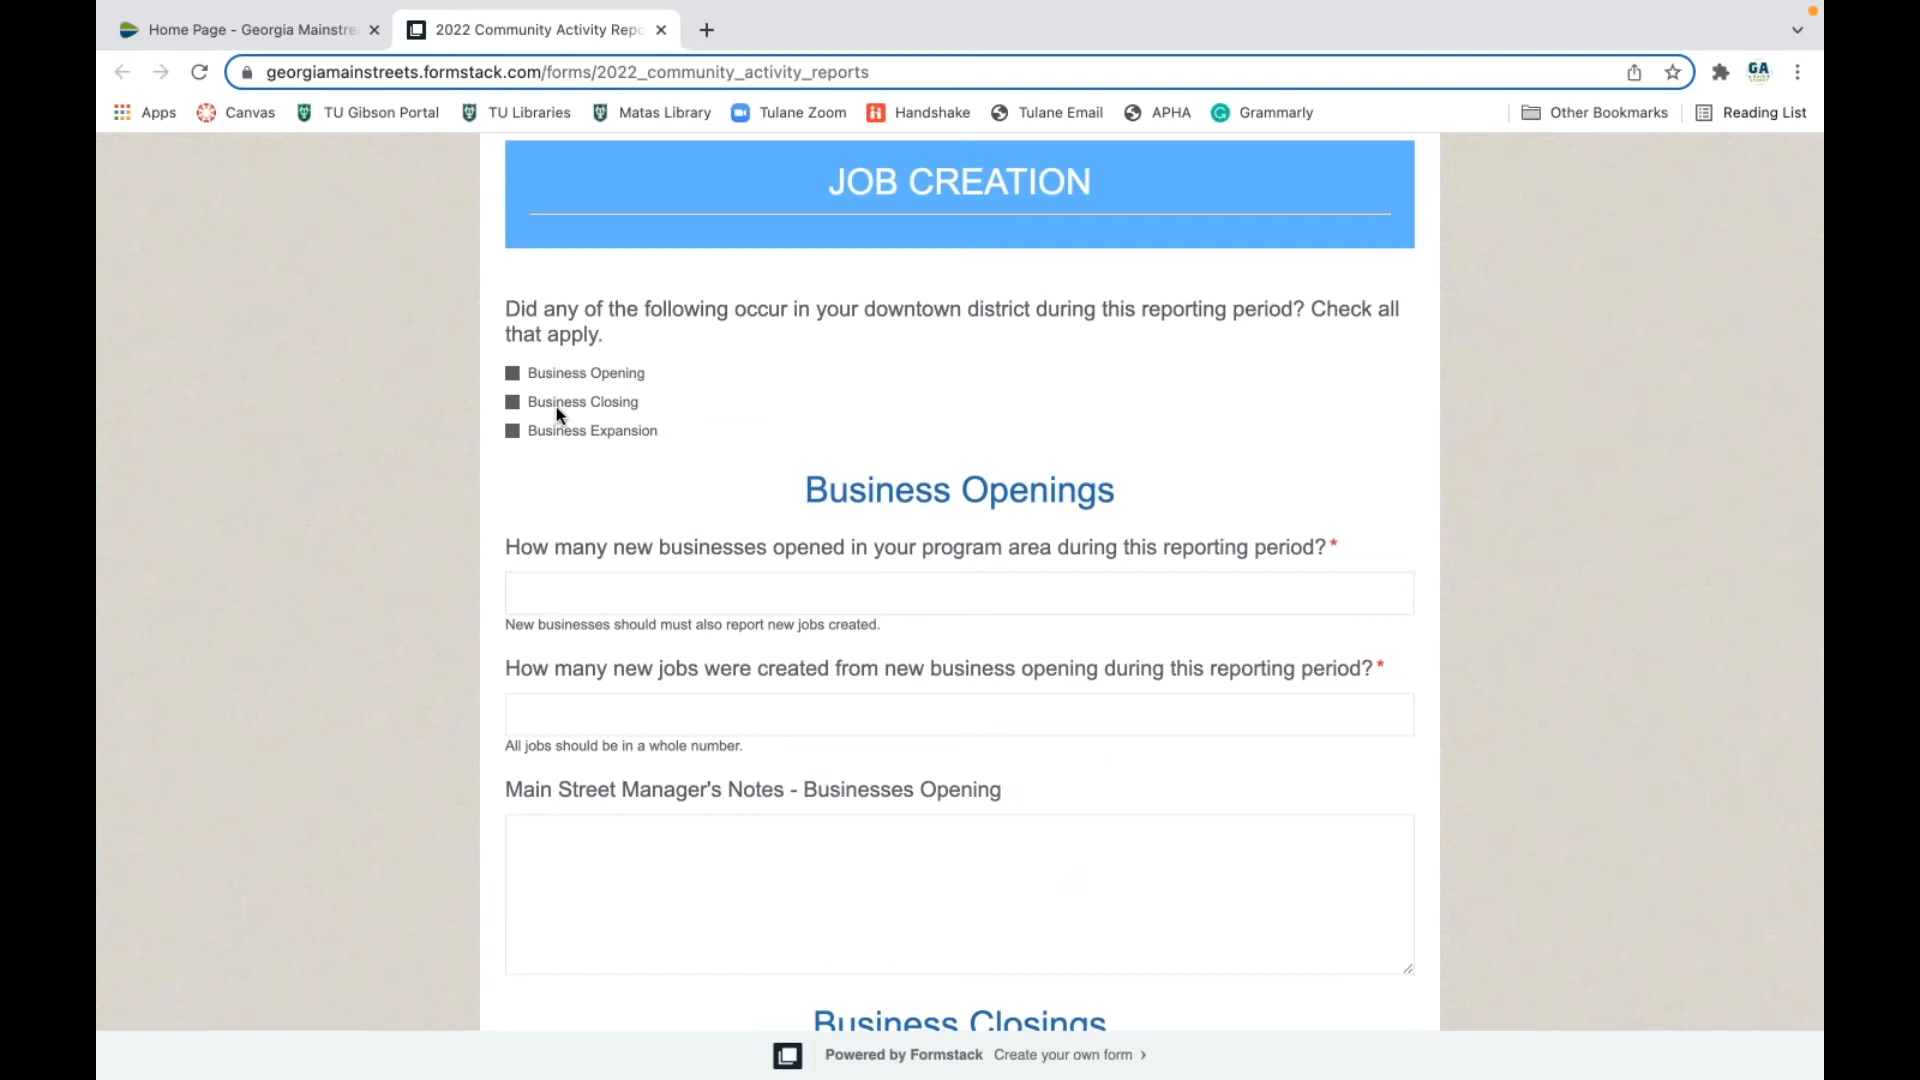 Home Page - Georgia Mainstre
2022 Community Activity Repo
georgiamainstreets.formstack.com/forms/2022_community_activity_reports
GA
Apps
Canvas
TU Gibson Portal
TU Libraries
Matas Library
Tulane Zoom
Handshake
Tulane Email
APHA
Grammarly
Other Bookmarks
Reading List
JOB CREATION
Did any of the following occur in your downtown district during this reporting period? Check all
that apply.
Business Opening
Business Closing
Business Expansion
Business Openings
How many new businesses opened in your program area during this reporting period?*
New businesses should must also report new jobs created.
How many new jobs were created from new business opening during this reporting period?*
All jobs should be in a whole number.
Main Street Manager's Notes - Businesses Opening
Business Closings
Powered by Formstack Create your own form ›